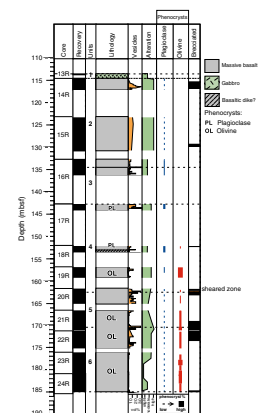 Phenocrysts
Core
Recovery
Units
Lithology
Vesicles
Alteration
Plagioclase
Olivine
Brecciated
110
115
120
125
130
135
140
145
150
155
160
165
170
175
180
185
Depth (mbsf)
13R
14R
15R
16R
17R
18R
19R
20R
21R
22R
23R
24R
1
2
3
4
5
6
PL
PL
OL
OL
OL
OL
Massive basalt
Gabbro
Basaltic dike?
Phenocrysts:
PL Plagioclase
OL Olivine
sheared zone
phenocryst %
low
high